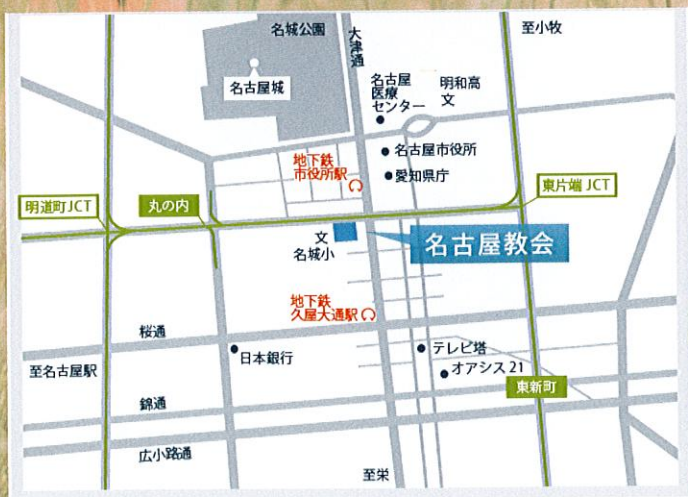 名城公園
大津通
至小牧
名古屋城
名古屋
医療
センター
明和高
文
名古屋市役所
愛知県庁
地下鉄
市役所駅
明道町JCT
丸の内
東片端 JCT
文
名城小
名古屋教会
地下鉄
久屋大通駅
桜通
日本銀行
テレビ塔
オアシス 21
至名古屋駅
東新町
錦通
広小路通
至栄